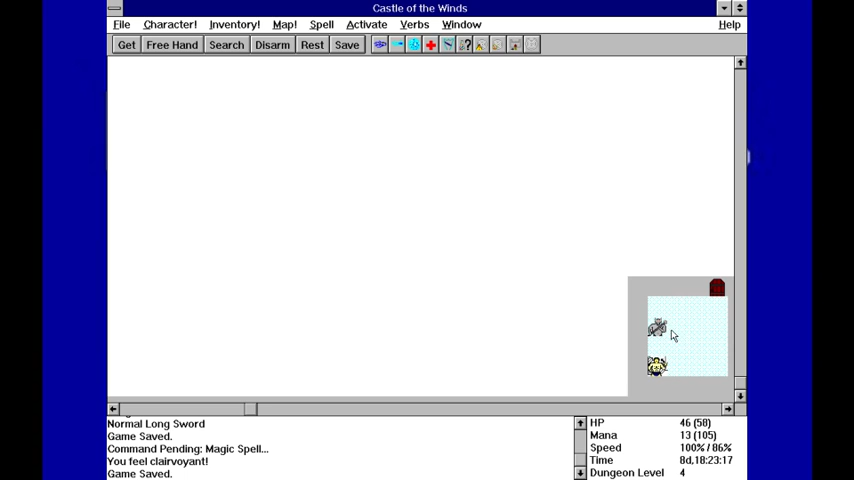 Castle of the Winds
File Character! Inventory! Map! Spell Activate Verbs Window Help
Get Free Hand Search Disarm Rest Save
Normal Long Sword
Game Saved.
Command Pending: Magic Spell...
You feel clairvoyant!
Game Saved.
HP 46 (58)
Mana 13 (105)
Speed 100% / 86%
Time 8d,18:23:17
Dungeon Level 4